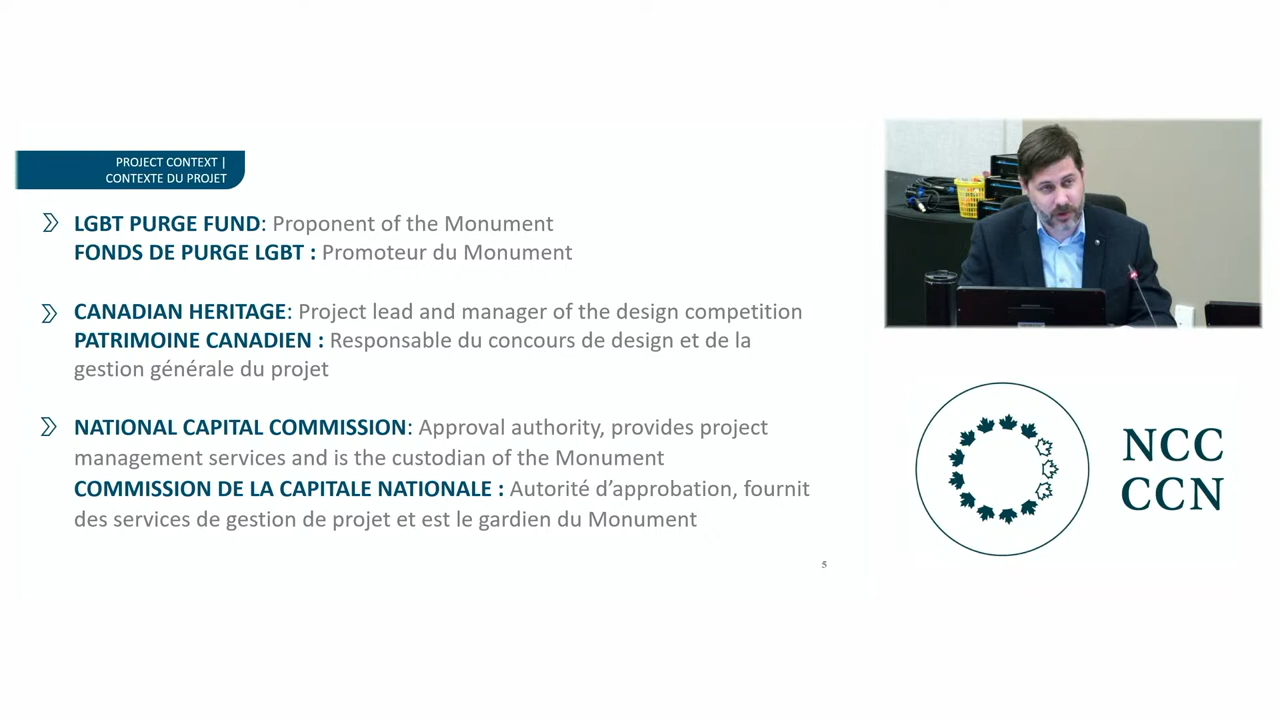 PROJECT CONTEXT |
CONTEXTE DU PROJET
LGBT PURGE FUND: Proponent of the Monument
FONDS DE PURGE LGBT : Promoteur du Monument
CANADIAN HERITAGE: Project lead and manager of the design competition
PATRIMOINE CANADIEN : Responsable du concours de design et de la
gestion générale du projet
NATIONAL CAPITAL COMMISSION: Approval authority, provides project
management services and is the custodian of the Monument
COMMISSION DE LA CAPITALE NATIONALE : Autorité d’approbation, fournit
des services de gestion de projet et est le gardien du Monument
5
NCC
CCN